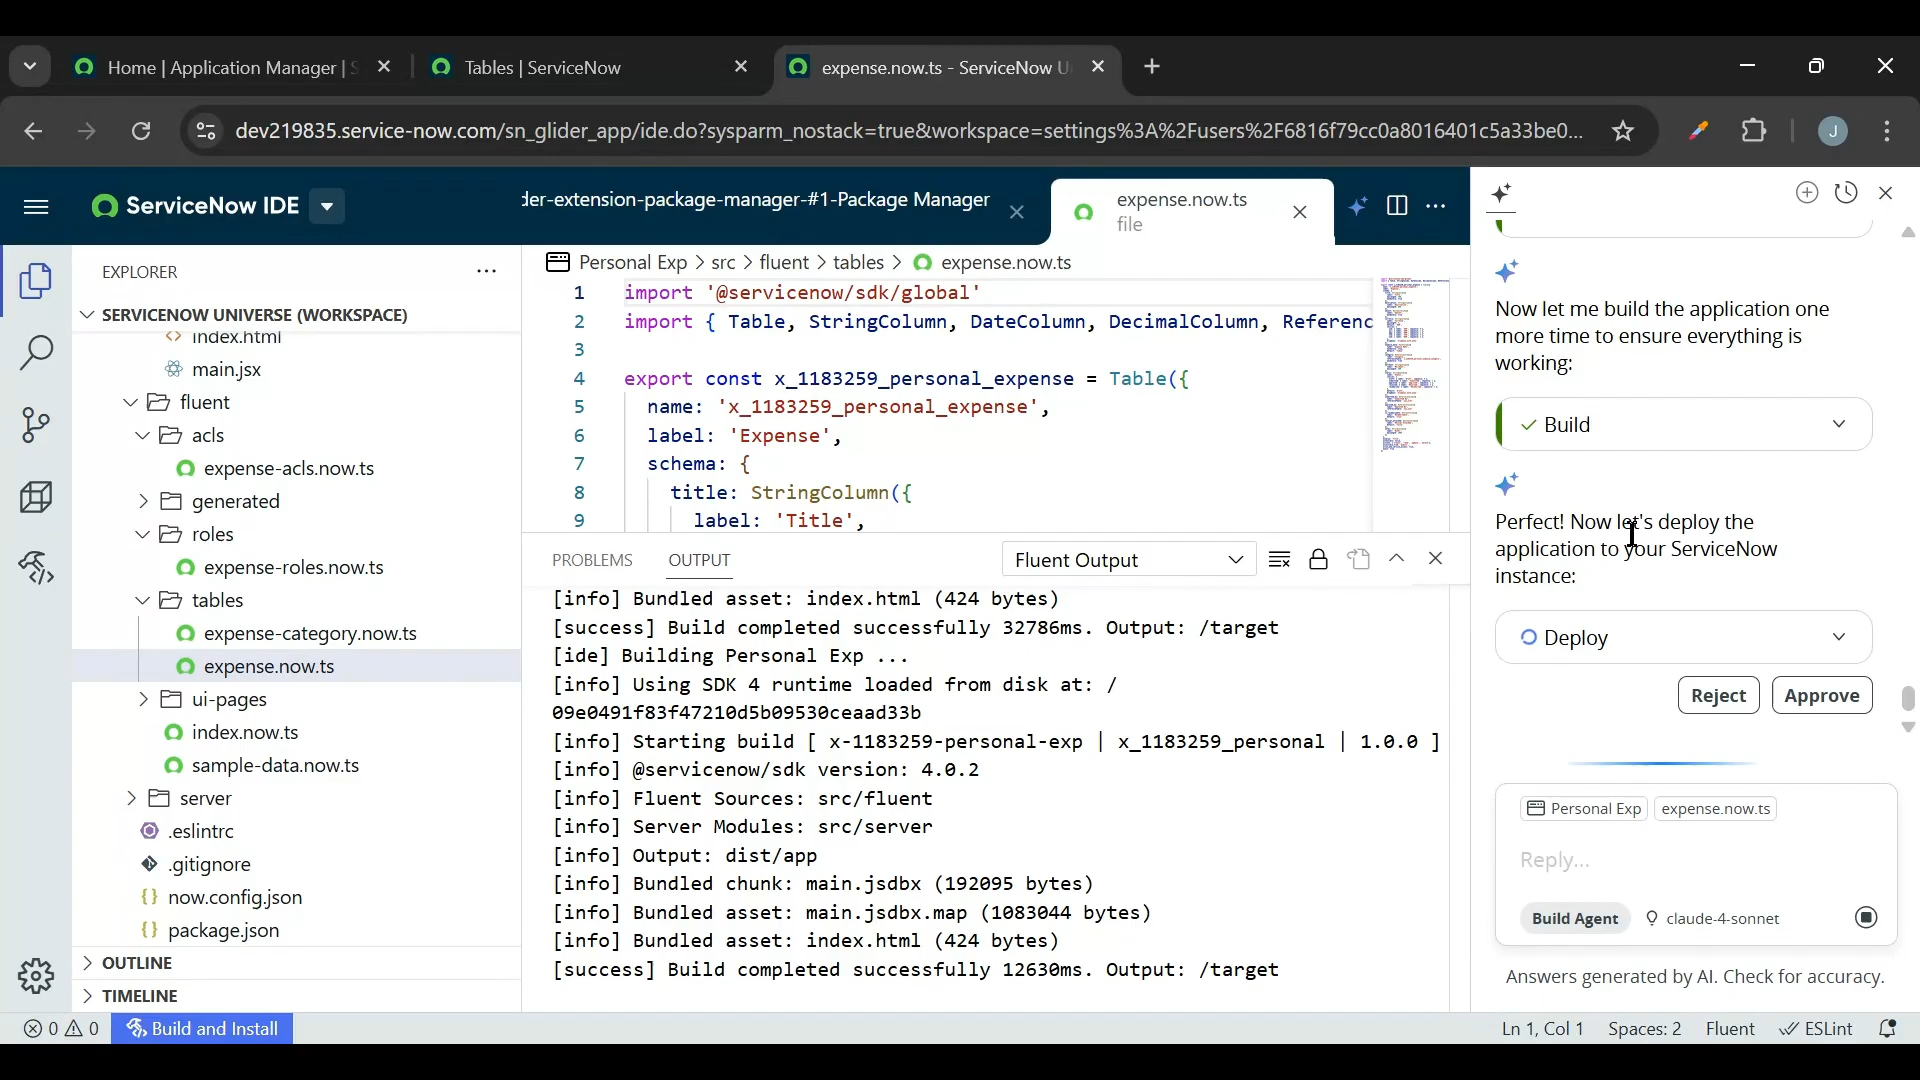 Home | Application Manager | S
Tables | ServiceNow
expense.now.ts - ServiceNow U
dev219835.service-now.com/sn_glider_app/ide.do?sysparm_nostack=true&workspace=settings%3A%2Fusers%2F6816f79cc0a8016401c5a33be0...
J
ServiceNow IDE
der-extension-package-manager-#1-Package Manager
expense.now.ts
file
EXPLORER
SERVICENOW UNIVERSE (WORKSPACE)
index.html
main.jsx
fluent
acls
expense-acls.now.ts
generated
roles
expense-roles.now.ts
tables
expense-category.now.ts
expense.now.ts
ui-pages
index.now.ts
sample-data.now.ts
server
.eslintrc
.gitignore
now.config.json
package.json
OUTLINE
TIMELINE
Personal Exp > src > fluent > tables > expense.now.ts
1 import '@servicenow/sdk/global'
2 import { Table, StringColumn, DateColumn, DecimalColumn, Referenc
3
4 export const x_1183259_personal_expense = Table({
5 name: 'x_1183259_personal_expense',
6 label: 'Expense',
7 schema: {
8 title: StringColumn({
9 label: 'Title',
PROBLEMS OUTPUT
Fluent Output
[info] Bundled asset: index.html (424 bytes)
[success] Build completed successfully 32786ms. Output: /target
[ide] Building Personal Exp ...
[info] Using SDK 4 runtime loaded from disk at: /
09e0491f83f47210d5b09530ceaad33b
[info] Starting build [ x-1183259-personal-exp | x_1183259_personal | 1.0.0 ]
[info] @servicenow/sdk version: 4.0.2
[info] Fluent Sources: src/fluent
[info] Server Modules: src/server
[info] Output: dist/app
[info] Bundled chunk: main.jsdbx (192095 bytes)
[info] Bundled asset: main.jsdbx.map (1083044 bytes)
[info] Bundled asset: index.html (424 bytes)
[success] Build completed successfully 12630ms. Output: /target
Now let me build the application one
more time to ensure everything is
working:
Build
Perfect! Now let's deploy the
application to your ServiceNow
instance:
Deploy
Reject Approve
Personal Exp expense.now.ts
Reply...
Build Agent claude-4-sonnet
Answers generated by AI. Check for accuracy.
0 0 Build and Install
Ln 1, Col 1 Spaces: 2 Fluent ESLint